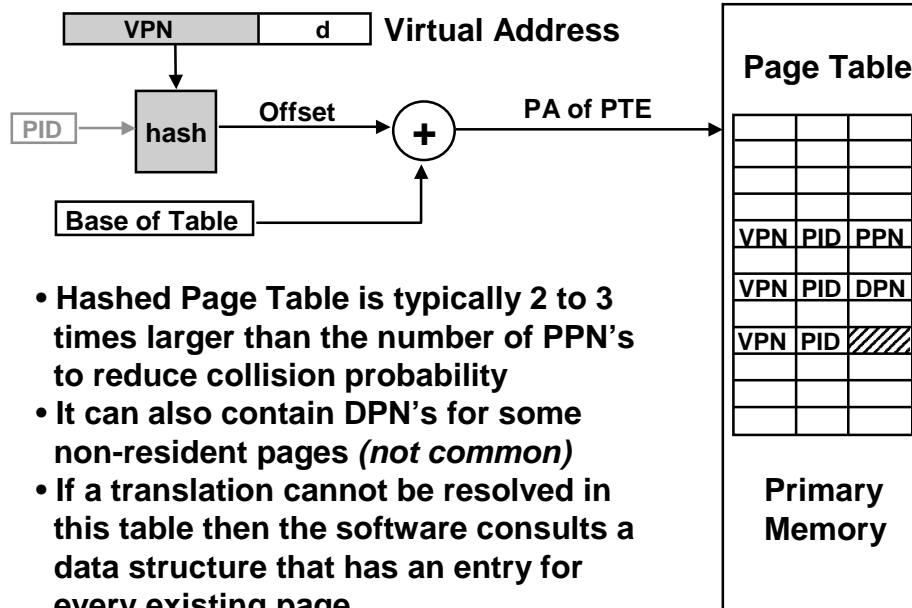 VPN d Virtual Address
Page Table
PID hash Offset + PA of PTE
Base of Table
VPN PID PPN
VPN PID DPN
VPN PID
• Hashed Page Table is typically 2 to 3
times larger than the number of PPN's
to reduce collision probability
• It can also contain DPN's for some
non-resident pages (not common)
• If a translation cannot be resolved in
this table then the software consults a
data structure that has an entry for
every existing page
Primary
Memory